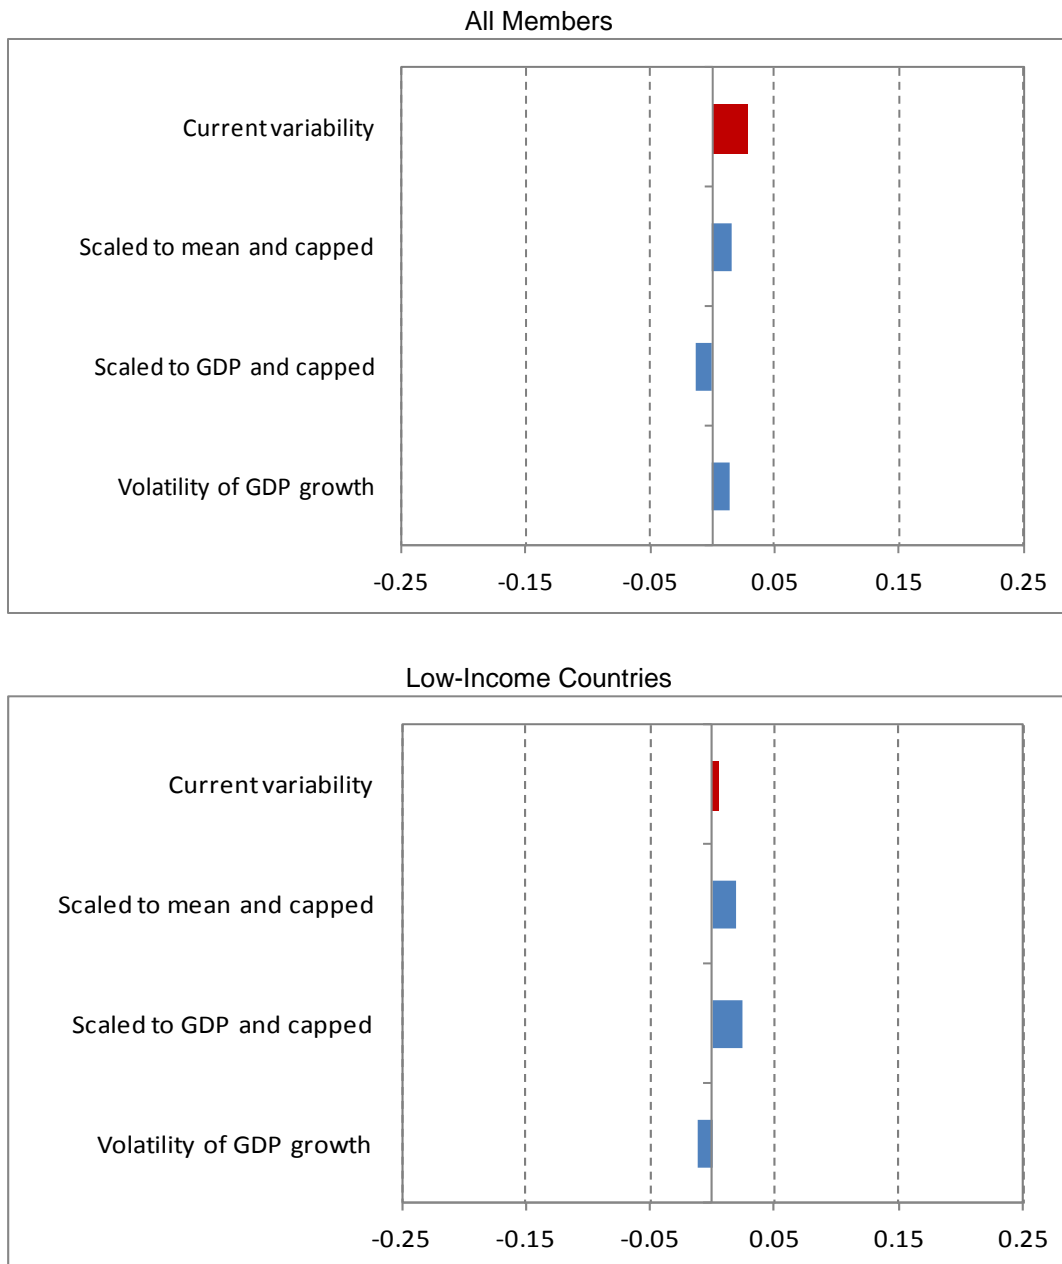 All Members
Current variability
Scaled to mean and capped
Scaled to GDP and capped
Volatility of GDP growth
-0.25 -0.15 -0.05 0.05 0.15 0.25
Low-Income Countries
Current variability
Scaled to mean and capped
Scaled to GDP and capped
Volatility of GDP growth
-0.25 -0.15 -0.05 0.05 0.15 0.25